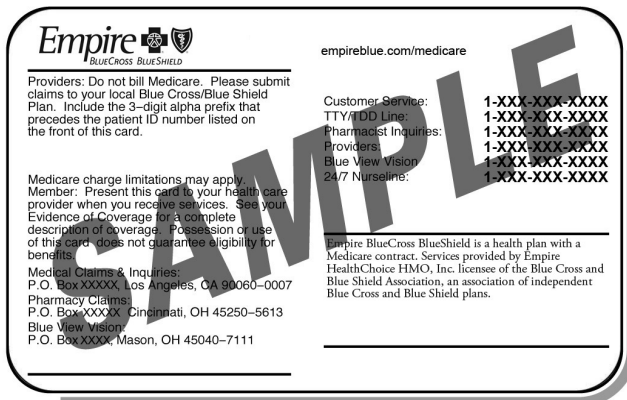 Empire
BLUECROSS BLUESHIELD
Providers: Do not bill Medicare. Please submit
claims to your local Blue Cross/Blue Shield
Plan. Include the 3–digit alpha prefix that
precedes the patient ID number listed on
the front of this card.
Medicare charge limitations may apply.
Member: Present this card to your health care
provider when you receive services. See your
Evidence of Coverage for a complete
description of coverage. Possession or use
of this card does not guarantee eligibility for
benefits.
Medical Claims & Inquiries:
P.O. Box XXXXX, Los Angeles, CA 90060–0007
Pharmacy Claims:
P.O. Box XXXXX Cincinnati, OH 45250–5613
Blue View Vision:
P.O. Box XXXX, Mason, OH 45040–7111
empireblue.com/medicare
Customer Service: 1-XXX-XXX-XXXX
TTY/TDD Line: 1-XXX-XXX-XXXX
Pharmacist Inquiries: 1-XXX-XXX-XXXX
Providers: 1-XXX-XXX-XXXX
Blue View Vision 1-XXX-XXX-XXXX
24/7 Nurseline: 1-XXX-XXX-XXXX
Empire BlueCross BlueShield is a health plan with a
Medicare contract. Services provided by Empire
HealthChoice HMO, Inc. licensee of the Blue Cross and
Blue Shield Association, an association of independent
Blue Cross and Blue Shield plans.
SAMPLE